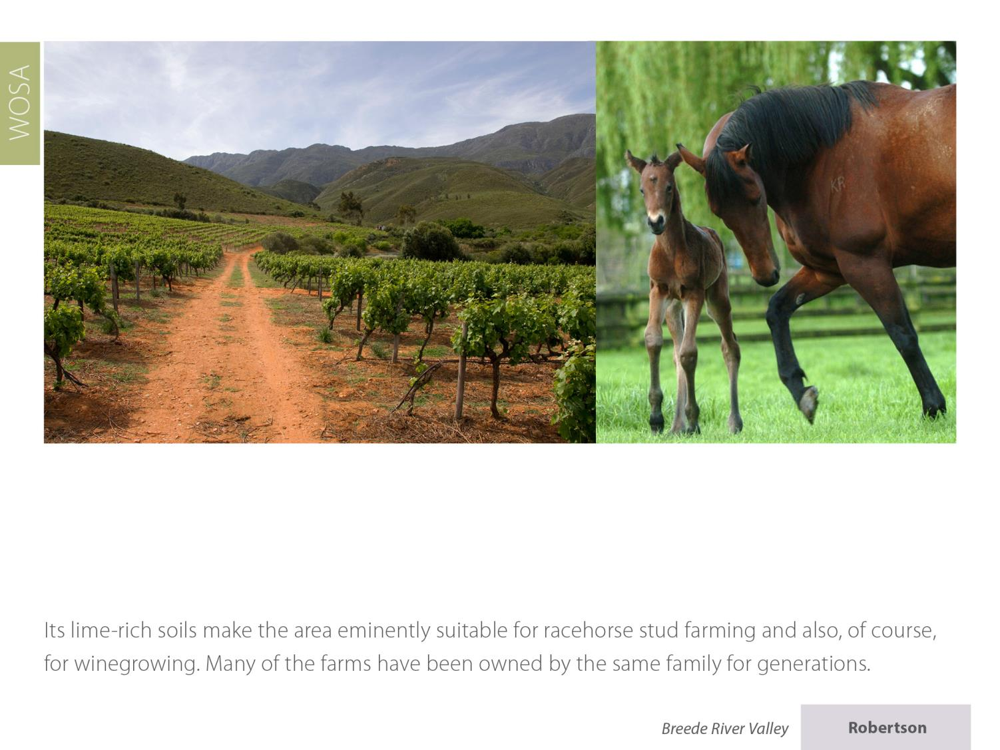 WOSA
KR
Its lime-rich soils make the area eminently suitable for racehorse stud farming and also, of course,
for winegrowing. Many of the farms have been owned by the same family for generations.
Breede River Valley
Robertson